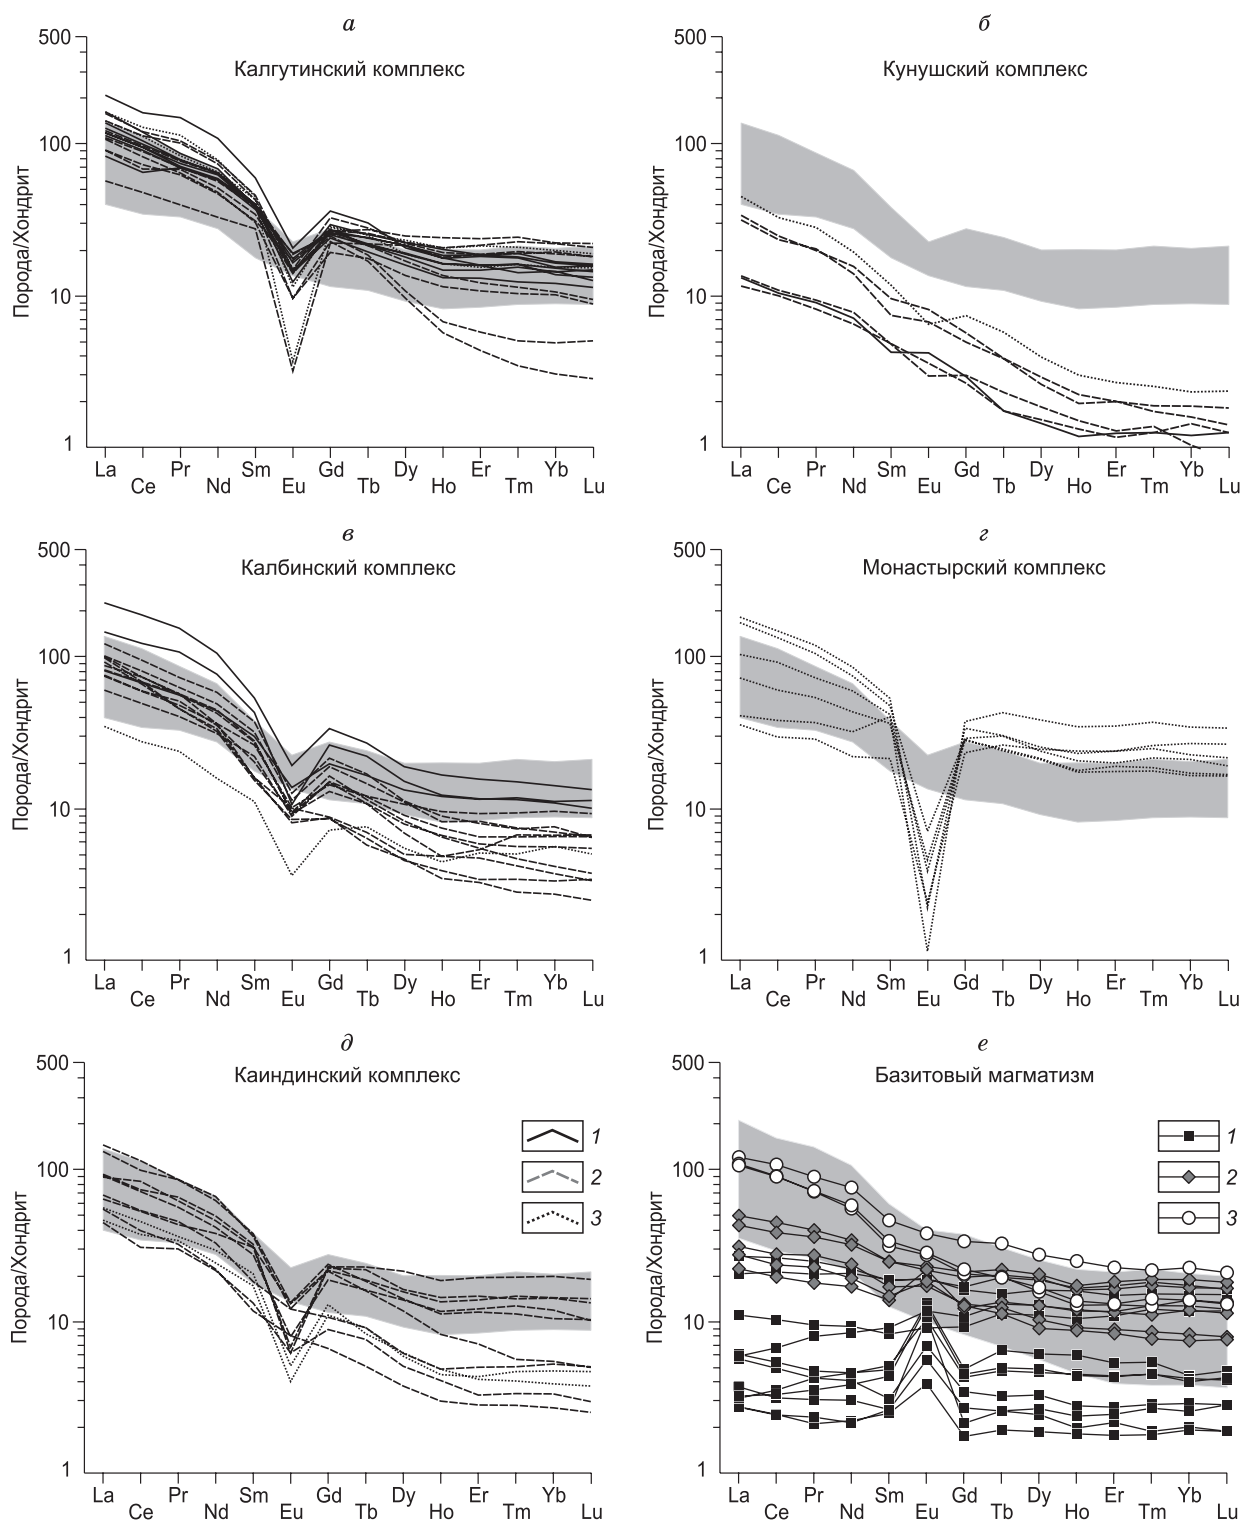 а
Калгутинский комплекс
500
100
10
1
Порода/Хондрит
La Ce Pr Nd Sm Eu Gd Tb Dy Ho Er Tm Yb Lu
б
Кунушский комплекс
500
100
10
1
Порода/Хондрит
La Ce Pr Nd Sm Eu Gd Tb Dy Ho Er Tm Yb Lu
в
Калбинский комплекс
500
100
10
1
Порода/Хондрит
La Ce Pr Nd Sm Eu Gd Tb Dy Ho Er Tm Yb Lu
г
Монастырский комплекс
500
100
10
1
Порода/Хондрит
La Ce Pr Nd Sm Eu Gd Tb Dy Ho Er Tm Yb Lu
д
Каиндинский комплекс
500
100
10
1
Порода/Хондрит
1
2
3
La Ce Pr Nd Sm Eu Gd Tb Dy Ho Er Tm Yb Lu
е
Базитовый магматизм
500
100
10
1
Порода/Хондрит
1
2
3
La Ce Pr Nd Sm Eu Gd Tb Dy Ho Er Tm Yb Lu